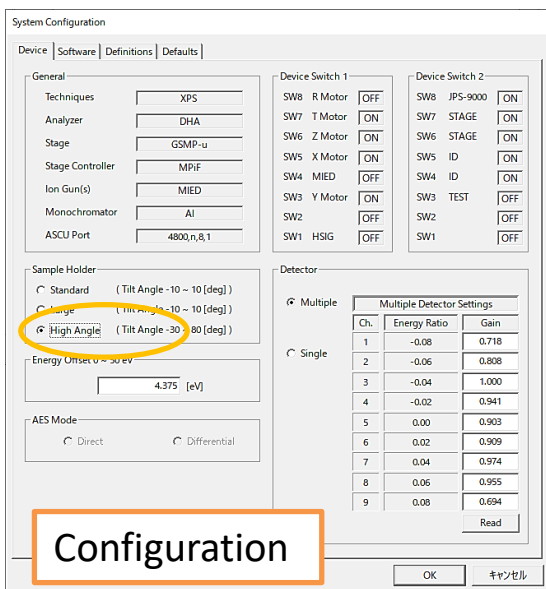 System Configuration
Device Software Definitions Defaults
General
Techniques XPS
Analyzer DHA
Stage GSMP-u
Stage Controller MPiF
Ion Gun(s) MIED
Monochromator Al
ASCU Port 4800,n,8,1
Device Switch 1
SW8 R Motor OFF
SW7 T Motor ON
SW6 Z Motor ON
SW5 X Motor ON
SW4 MIED OFF
SW3 Y Motor ON
SW2 OFF
SW1 HSIG OFF
Device Switch 2
SW8 JPS-9000 ON
SW7 STAGE ON
SW6 STAGE ON
SW5 ID ON
SW4 ID ON
SW3 TEST OFF
SW2 OFF
SW1 OFF
Sample Holder
Standard ( Tilt Angle -10 ~ 10 [deg] )
Large ( Tilt Angle -10 ~ 10 [deg] )
High Angle ( Tilt Angle -30 ~ 80 [deg] )
Energy Offset 0 ~ 50 eV
4.375 [eV]
AES Mode
Direct Differential
Detector
Multiple
Single
Multiple Detector Settings
Ch. Energy Ratio Gain
1 -0.08 0.718
2 -0.06 0.808
3 -0.04 1.000
4 -0.02 0.941
5 0.00 0.903
6 0.02 0.909
7 0.04 0.974
8 0.06 0.955
9 0.08 0.694
Read
Configuration
OK キャンセル